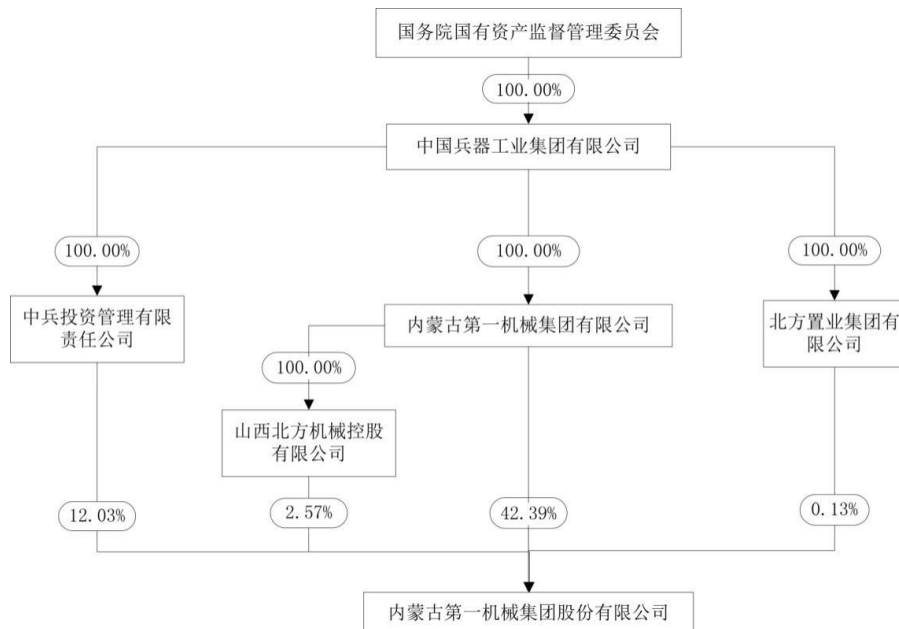 国务院国有资产监督管理委员会
100.00%
中国兵器工业集团有限公司
100.00%
100.00%
100.00%
中兵投资管理有限
责任公司
内蒙古第一机械集团有限公司
北方置业集团有
限公司
100.00%
山西北方机械控股
有限公司
12.03%
2.57%
42.39%
0.13%
内蒙古第一机械集团股份有限公司